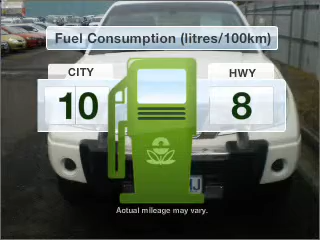 Fuel Consumption (litres/100km)
CITY
HWY
10
8
Actual mileage may vary.